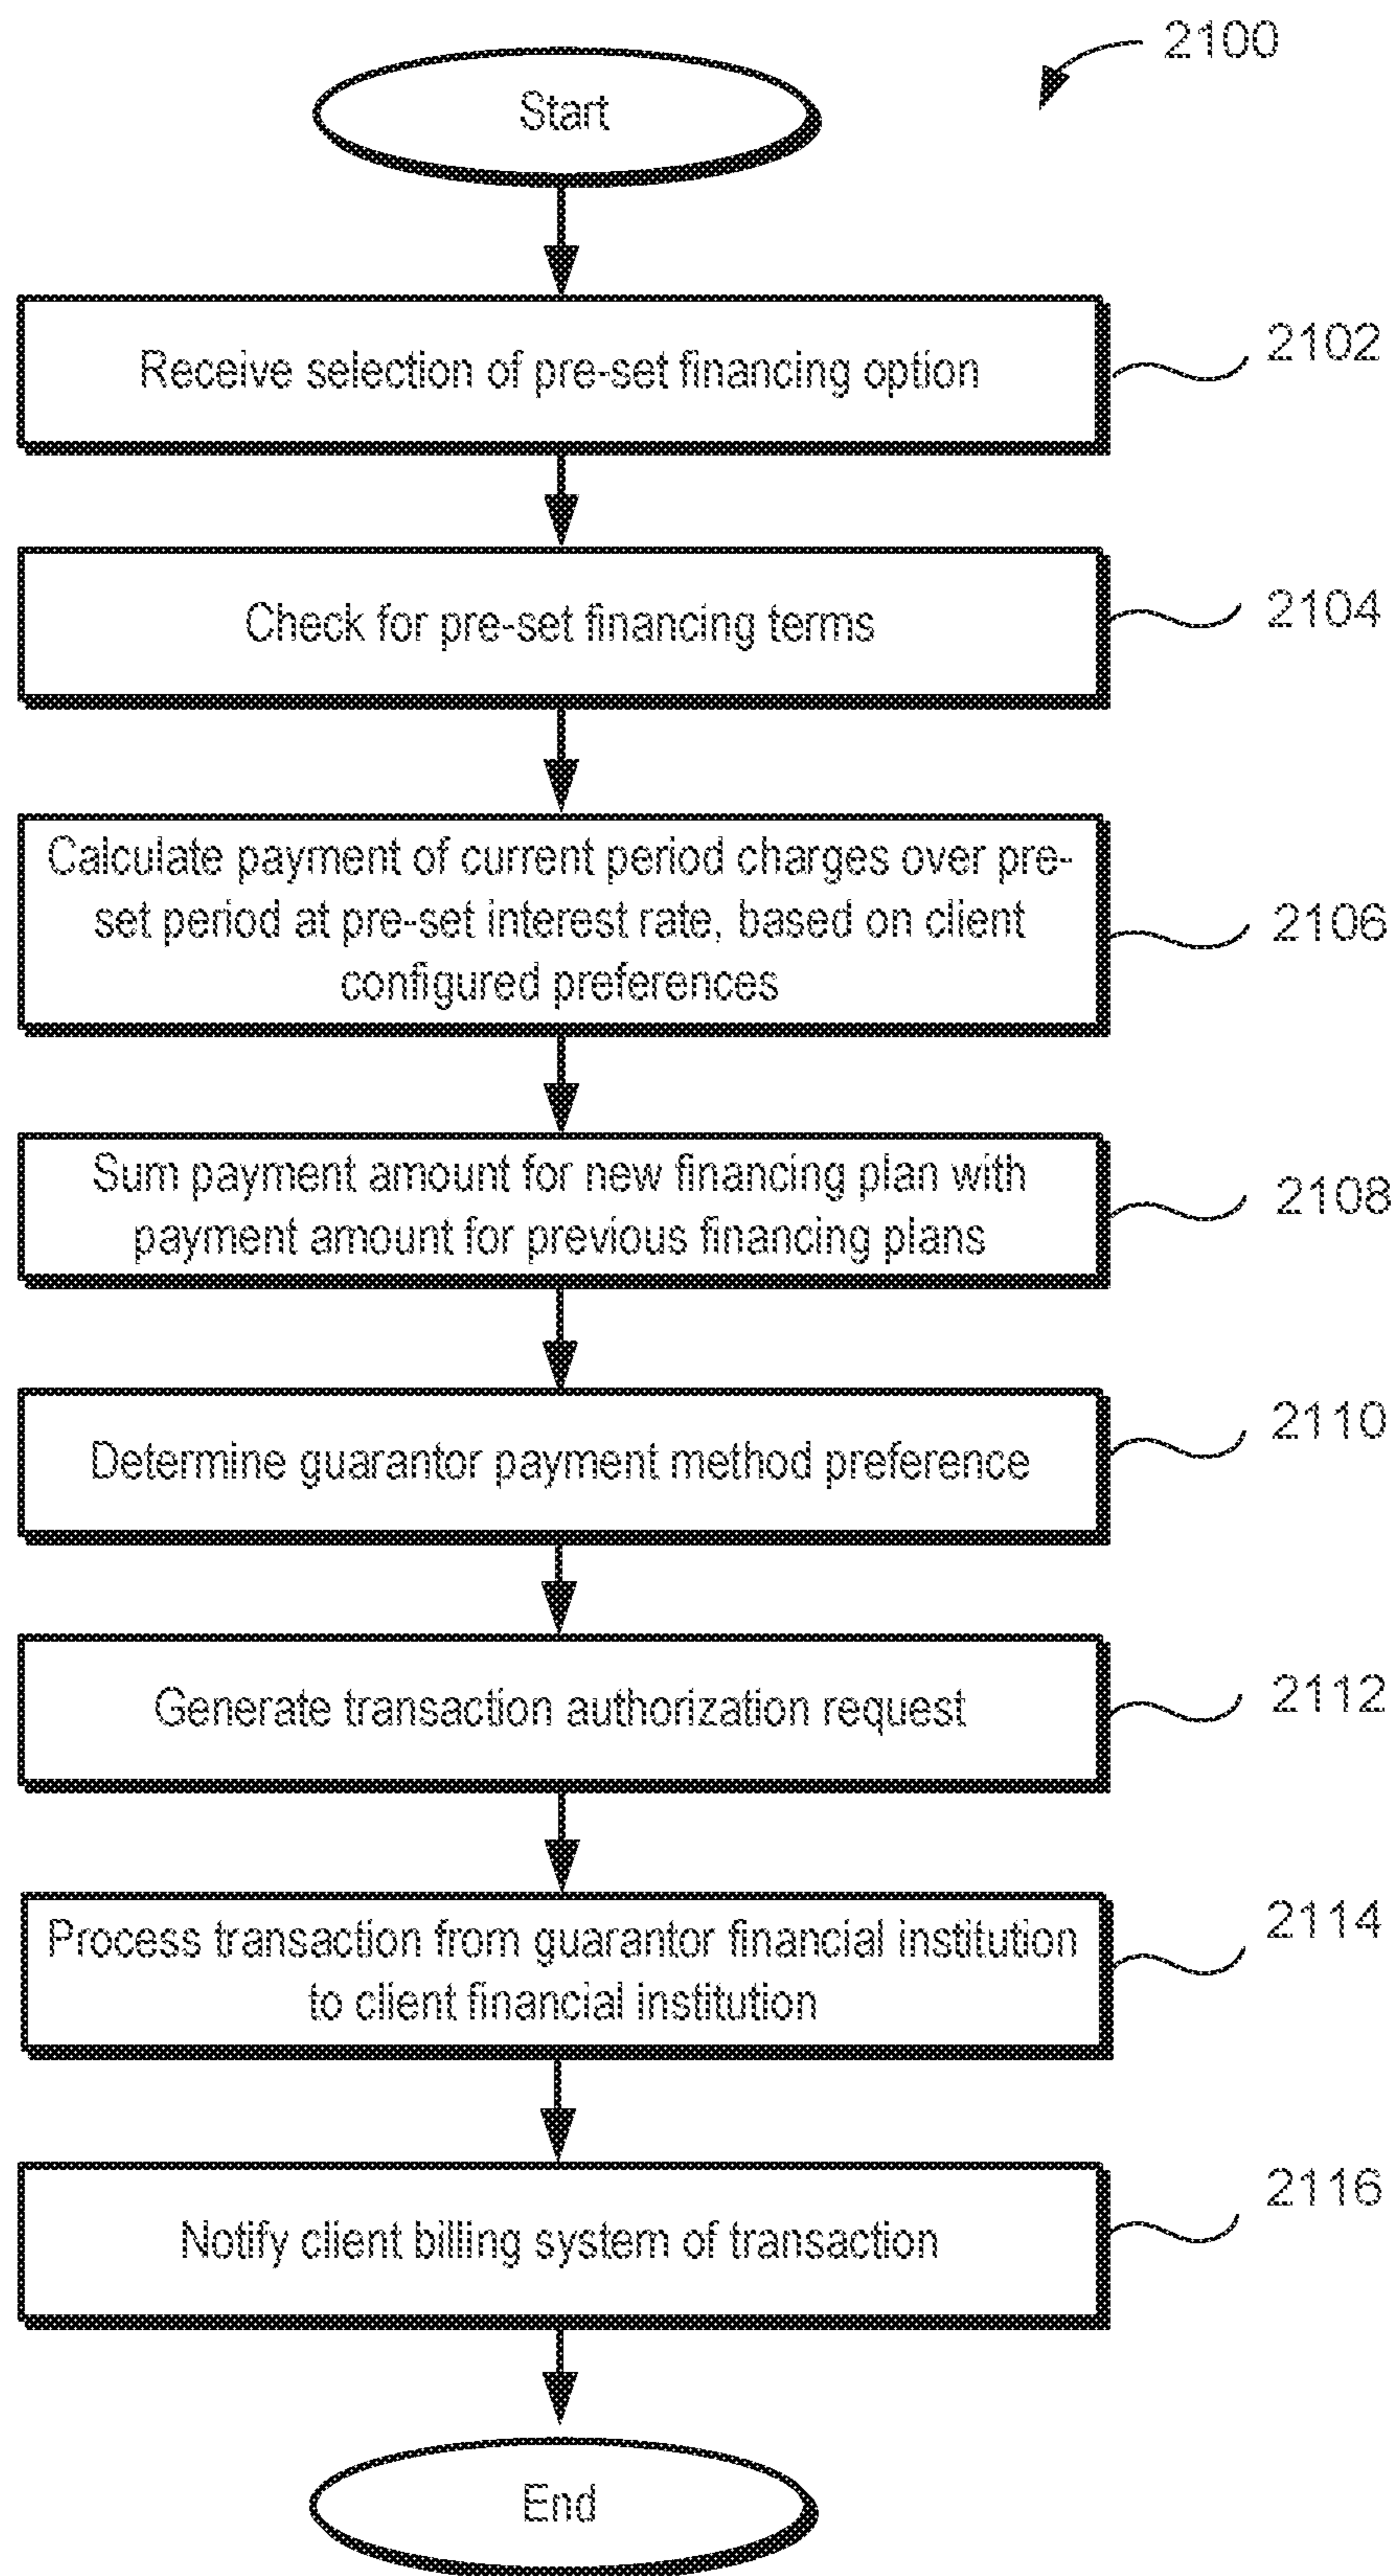 2100
Start
Receive selection of pre-set financing option
2102
Check for pre-set financing terms
2104
Calculate payment of current period charges over pre-
set period at pre-set interest rate, based on client
configured preferences
2106
Sum payment amount for new financing plan with
payment amount for previous financing plans
2108
Determine guarantor payment method preference
2110
Generate transaction authorization request
2112
Process transaction from guarantor financial institution
to client financial institution
2114
Notify client billing system of transaction
2116
End